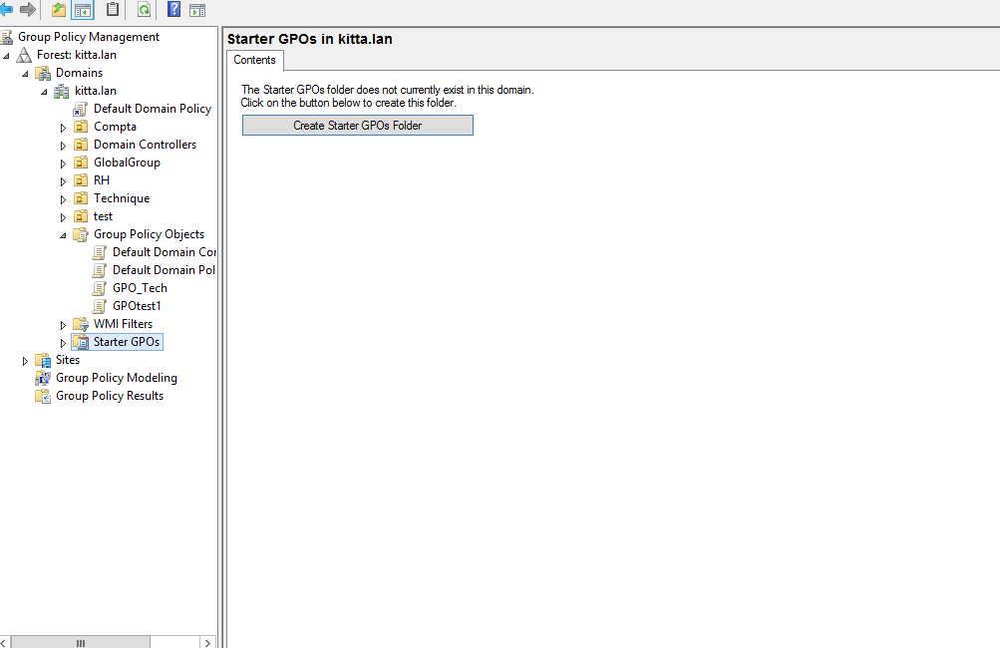 Group Policy Management
Forest: kitta.lan
Domains
kitta.lan
Default Domain Policy
Compta
Domain Controllers
GlobalGroup
RH
Technique
test
Group Policy Objects
Default Domain Cor
Default Domain Pol
GPO_Tech
GPOtest1
WMI Filters
Starter GPOs
Sites
Group Policy Modeling
Group Policy Results
Starter GPOs in kitta.lan
Contents
The Starter GPOs folder does not currently exist in this domain.
Click on the button below to create this folder.
Create Starter GPOs Folder